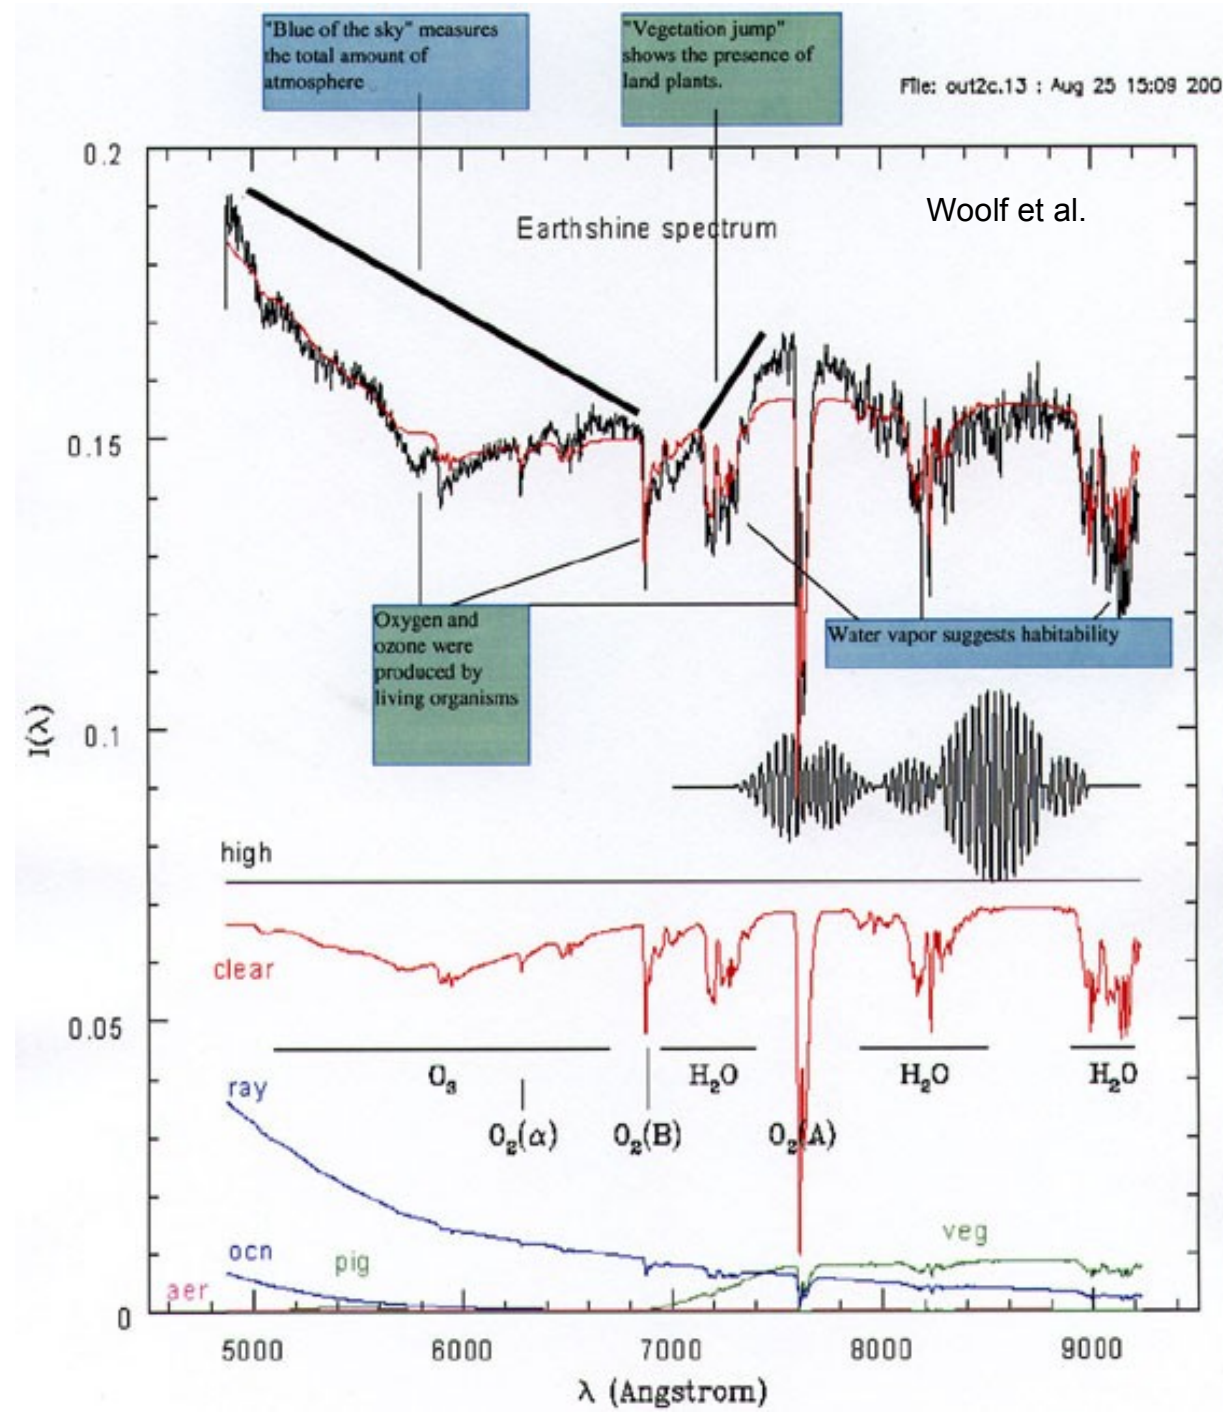 "Blue of the sky" measures
the total amount of
atmosphere
"Vegetation jump"
shows the presence of
land plants.
File: out2c.13 : Aug 25 15:09 200
0.2
Earthshine spectrum
Woolf et al.
0.15
Oxygen and
ozone were
produced by
living organisms
Water vapor suggests habitability
I(λ)
0.1
high
clear
0.05
O₃
H₂O
H₂O
H₂O
ray
O₂(α)
O₂(B)
O₂(A)
veg
ocn
pig
aer
0
5000
6000
7000
8000
9000
λ (Angstrom)